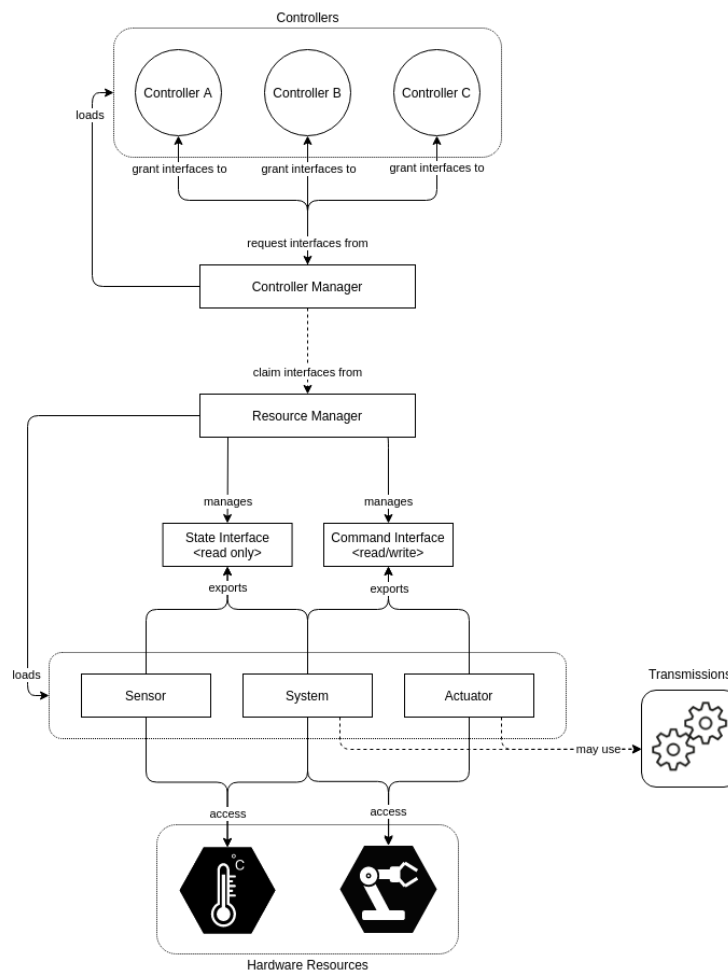 Controllers
Controller A
Controller B
Controller C
loads
grant interfaces to
grant interfaces to
grant interfaces to
request interfaces from
Controller Manager
claim interfaces from
Resource Manager
manages
manages
State Interface
<read only>
Command Interface
<read/write>
exports
exports
loads
Sensor
System
Actuator
Transmissions
may use
access
access
°C
Hardware Resources